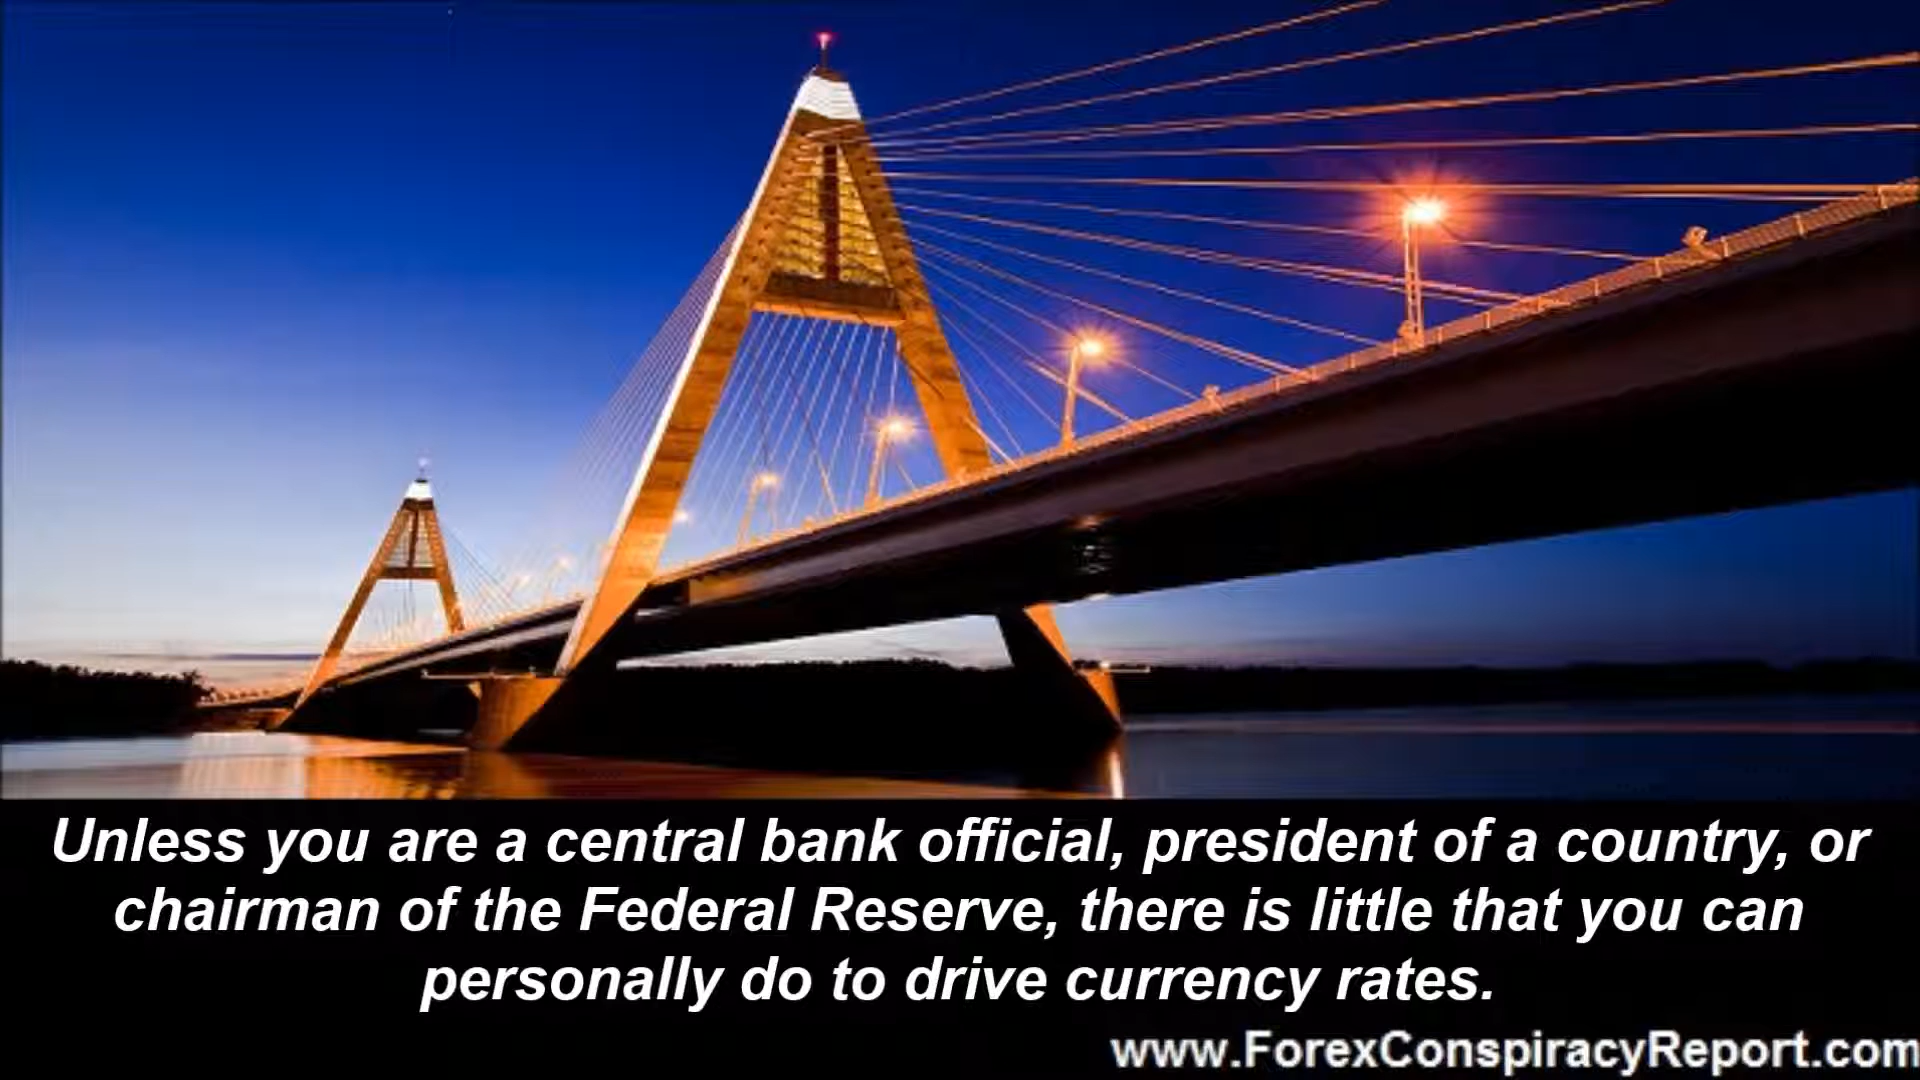 Unless you are a central bank official, president of a country, or
chairman of the Federal Reserve, there is little that you can
personally do to drive currency rates.
www.ForexConspiracyReport.com